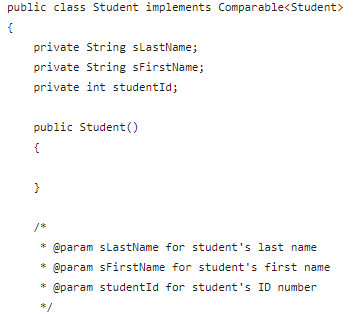 public class Student implements Comparable<Student>
{
    private String sLastName;
    private String sFirstName;
    private int studentId;

    public Student()
    {

    }

    /*
     * @param sLastName for student's last name
     * @param sFirstName for student's first name
     * @param studentId for student's ID number
     */